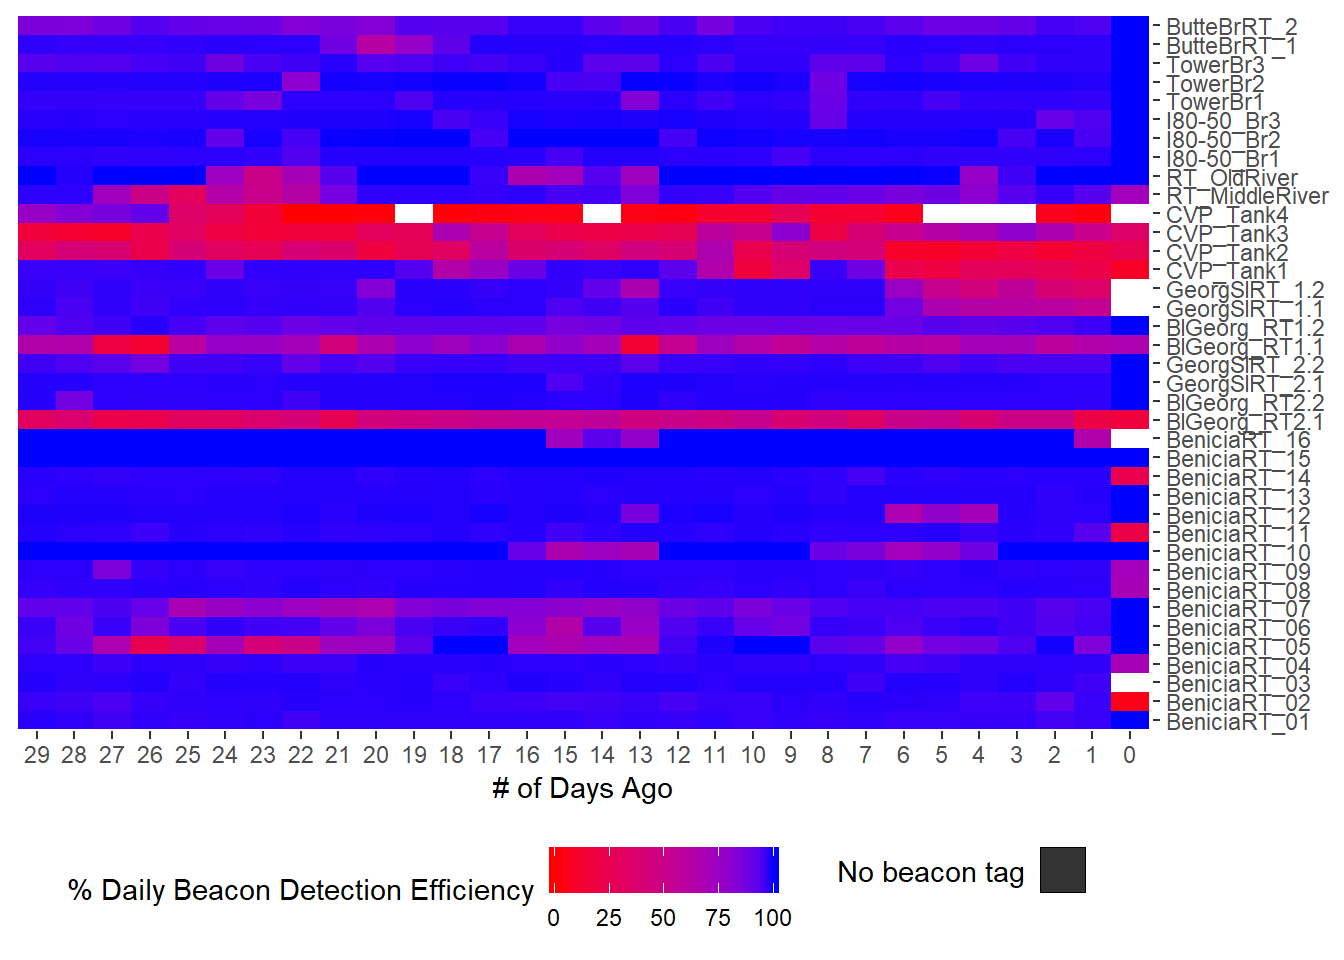 ButteBrRT_2
ButteBrRT_1
TowerBr3
TowerBr2
TowerBr1
I80-50_Br3
I80-50_Br2
I80-50_Br1
RT_OldRiver
RT_MiddleRiver
CVP_Tank4
CVP_Tank3
CVP_Tank2
CVP_Tank1
GeorgSlRT_1.2
GeorgSlRT_1.1
BlGeorg_RT1.2
BlGeorg_RT1.1
GeorgSlRT_2.2
GeorgSlRT_2.1
BlGeorg_RT2.2
BlGeorg_RT2.1
BeniciaRT_16
BeniciaRT_15
BeniciaRT_14
BeniciaRT_13
BeniciaRT_12
BeniciaRT_11
BeniciaRT_10
BeniciaRT_09
BeniciaRT_08
BeniciaRT_07
BeniciaRT_06
BeniciaRT_05
BeniciaRT_04
BeniciaRT_03
BeniciaRT_02
BeniciaRT_01
29 28 27 26 25 24 23 22 21 20 19 18 17 16 15 14 13 12 11 10 9 8 7 6 5 4 3 2 1 0
# of Days Ago
% Daily Beacon Detection Efficiency
0 25 50 75 100
No beacon tag